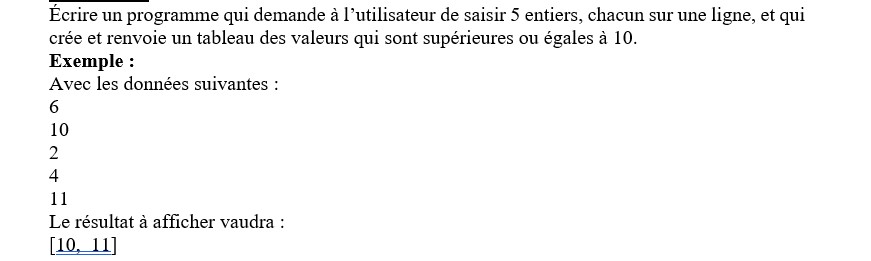 Écrire un programme qui demande à l’utilisateur de saisir 5 entiers, chacun sur une ligne, et qui
crée et renvoie un tableau des valeurs qui sont supérieures ou égales à 10.
Exemple :
Avec les données suivantes :
6
10
2
4
11
Le résultat à afficher vaudra :
[10, 11]